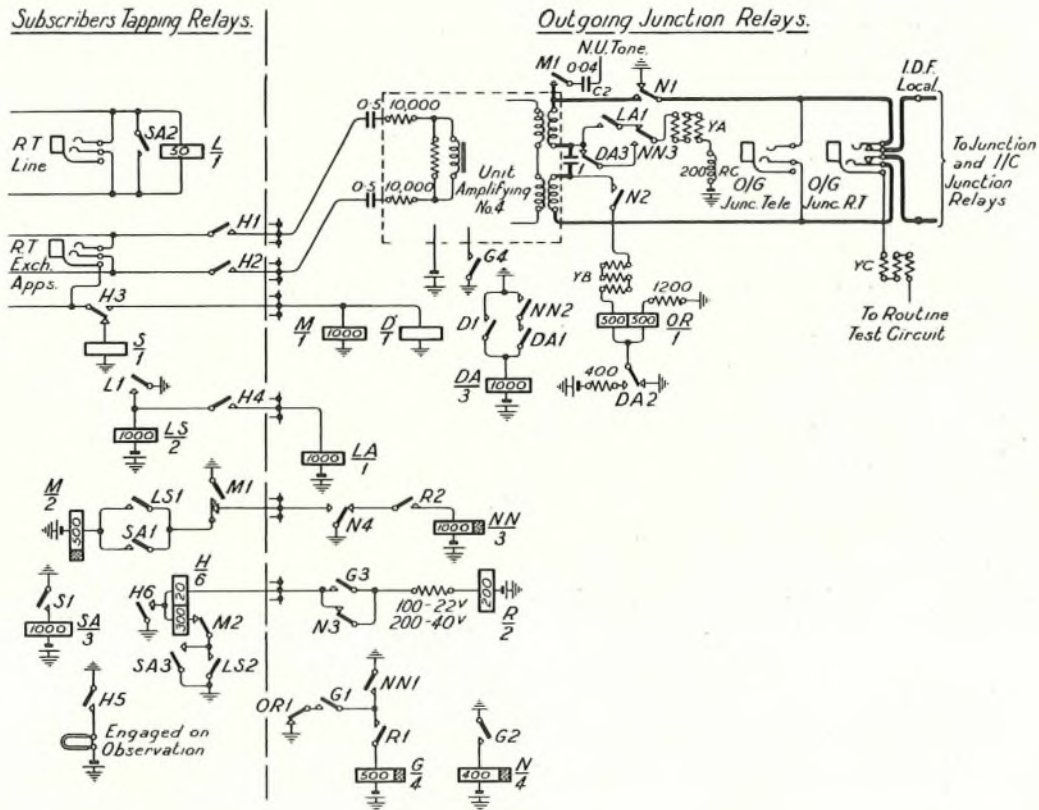 Subscribers Tapping Relays.
Outgoing Junction Relays.
N.U. Tone.
M1
0·04
C2
N1
I.D.F.
Local.
SA2
L
1
50
RT
Line
0·5
10,000
LA1
NN3
YA
DA3
1
200
RC
O/G
Junc. Tele
O/G
Junc. R.T
To Junction
and I/C
Junction
Relays
Unit
Amplifying
No.4
0·5
10,000
N2
H1
H2
R.T
Exch.
Apps.
H3
G4
YB
1200
YC
500
500
OR
1
To Routine
Test Circuit
S
1
M
1
1000
D
1
D1
NN2
DA1
DA
3
1000
400
DA2
L1
H4
1000
LS
2
1000
LA
1
M
2
500
LS1
SA1
M1
N4
R2
1000
NN
3
H
6
H6
20
300
M2
G3
N3
100-22V
200-40V
200
R
2
S1
1000
SA
3
SA3
LS2
H5
Engaged on
Observation
OR1
G1
NN1
R1
G2
500
G
4
400
N
4